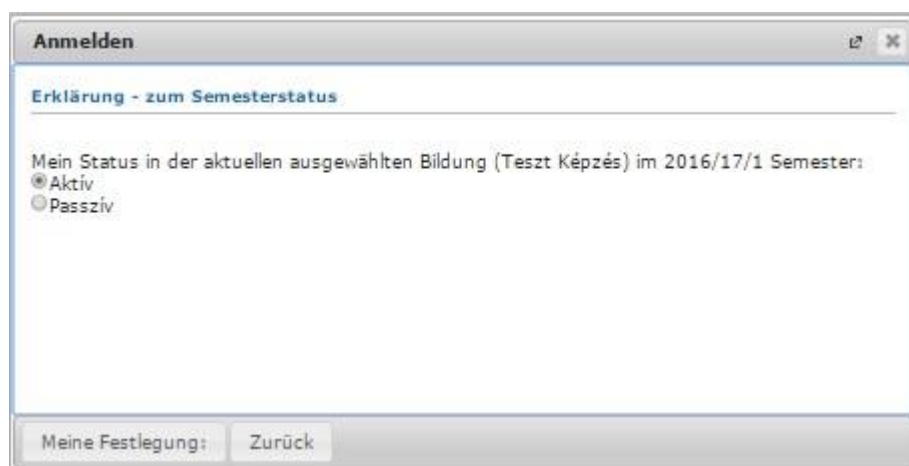 Anmelden
Erklärung - zum Semesterstatus
Mein Status in der aktuellen ausgewählten Bildung (Teszt Képzés) im 2016/17/1 Semester:
Aktív
Passzív
Meine Festlegung: Zurück